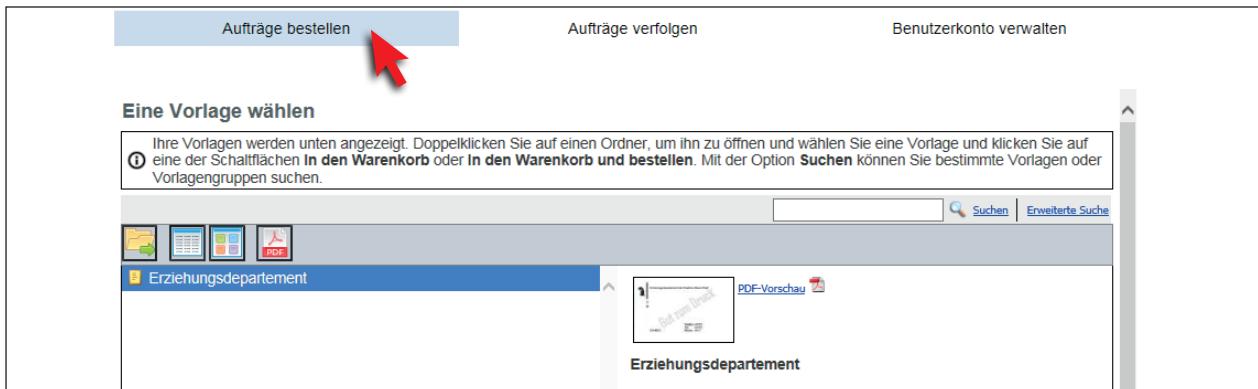 Aufträge bestellen
Aufträge verfolgen
Benutzerkonto verwalten
Eine Vorlage wählen
Ihre Vorlagen werden unten angezeigt. Doppelklicken Sie auf einen Ordner, um ihn zu öffnen und wählen Sie eine Vorlage und klicken Sie auf
eine der Schaltflächen In den Warenkorb oder In den Warenkorb und bestellen. Mit der Option Suchen können Sie bestimmte Vorlagen oder
Vorlagengruppen suchen.
Suchen
Erweiterte Suche
PDF
Erziehungsdepartement
PDF-Vorschau
Gut zum Druck
Erziehungsdepartement